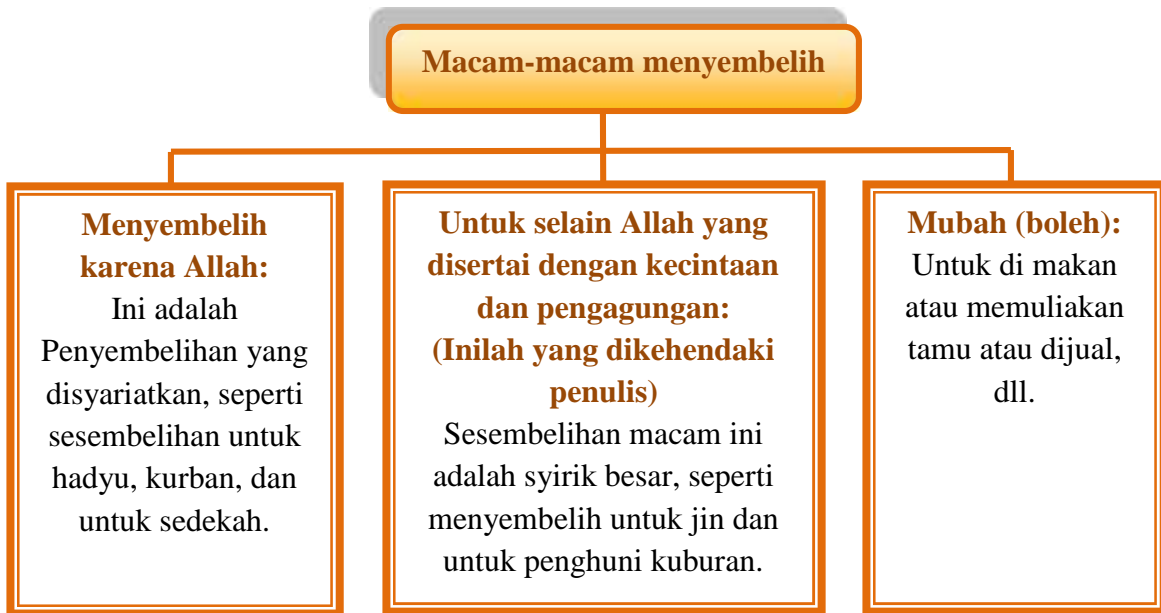 Macam-macam menyembelih
Menyembelih
karena Allah:
Ini adalah
Penyembelihan yang
disyariatkan, seperti
sesembelihan untuk
hadyu, kurban, dan
untuk sedekah.
Untuk selain Allah yang
disertai dengan kecintaan
dan pengagungan:
(Inilah yang dikehendaki
penulis)
Sesembelihan macam ini
adalah syirik besar, seperti
menyembelih untuk jin dan
untuk penghuni kuburan.
Mubah (boleh):
Untuk di makan
atau memuliakan
tamu atau dijual,
dll.